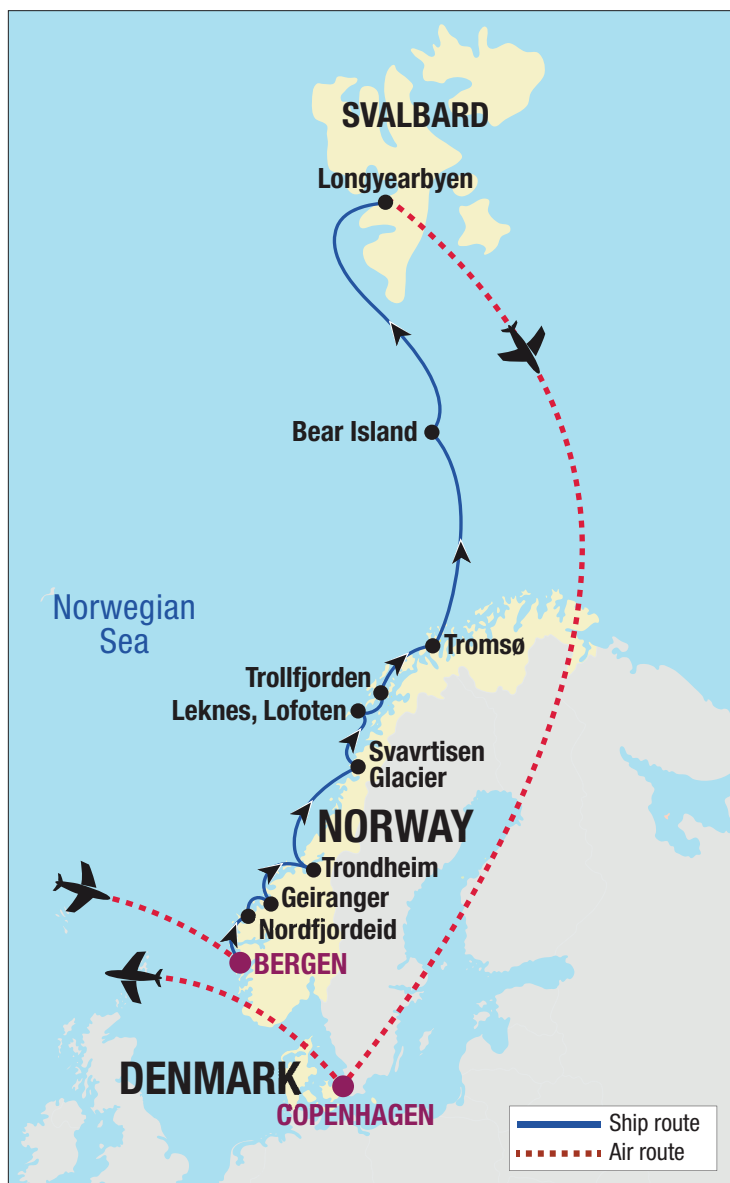 SVALBARD
Longyearbyen
Bear Island
Norwegian
Sea
Tromsø
Trollfjorden
Leknes, Lofoten
Svavrtisen
Glacier
NORWAY
Trondheim
Geiranger
Nordfjordeid
BERGEN
DENMARK
COPENHAGEN
Ship route
Air route